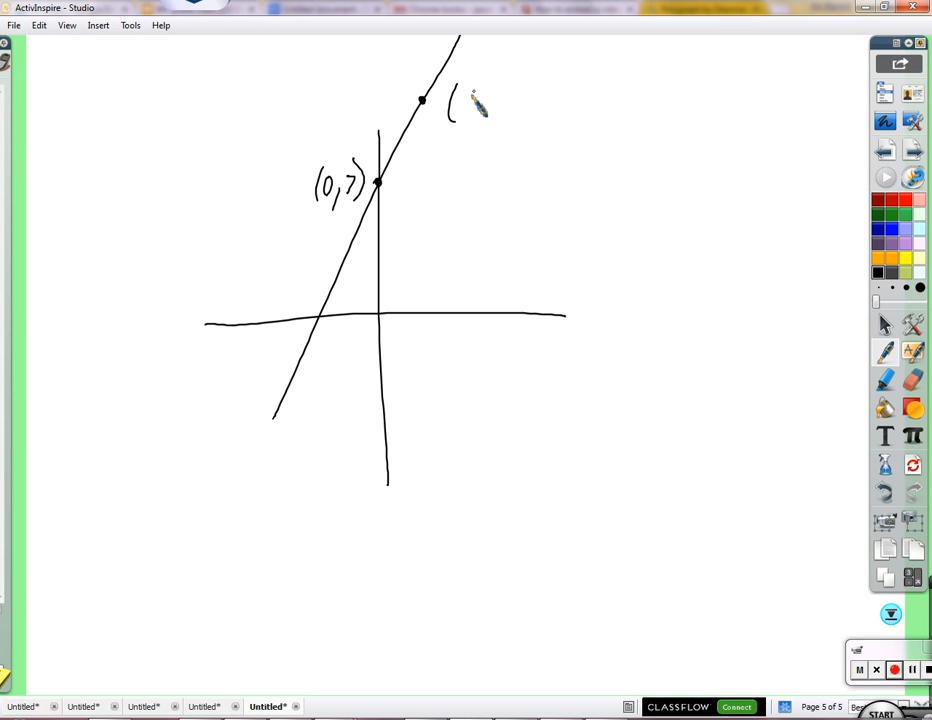 ActivInspire - Studio
File Edit View Insert Tools Help
(
(0,7)
T π
M
Untitled* Untitled* Untitled* Untitled* Untitled*
CLASSFLOW Connect
Page 5 of 5
START